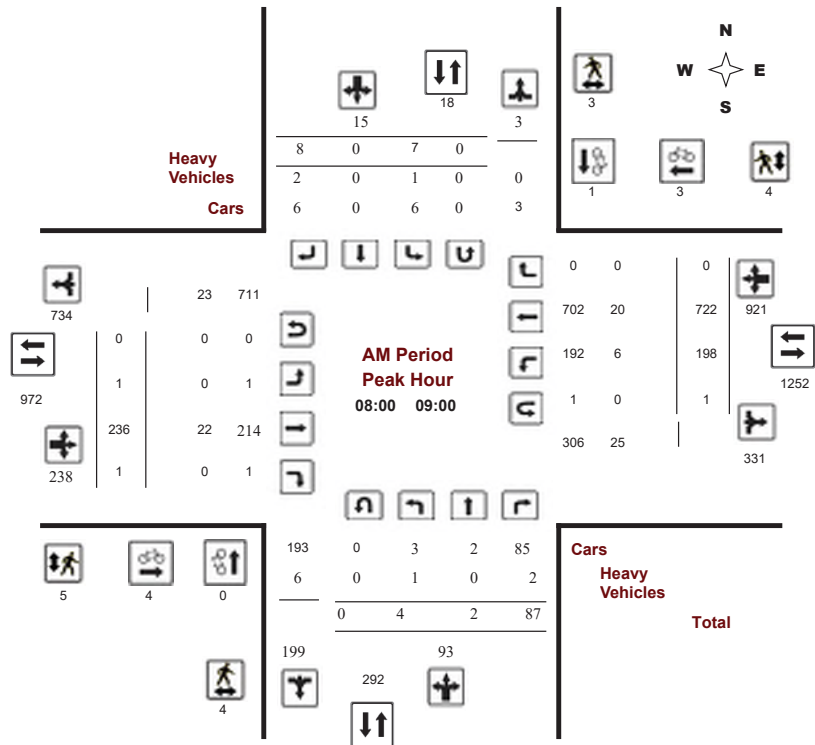 N
W E
S
18
3
15 3
8 0 7 0
Heavy
Vehicles
2 0 1 0 0
Cars
6 0 6 0 3
1 3 4
734
23 711
0 0 0
972
1 0 1
238
236 22 214
1 0 1
AM Period
Peak Hour
08:00 09:00
0 0 0
702 20 722 921
192 6 198
1252
1 0 1
306 25 331
5 4 0
193 0 3 2 85
6 0 1 0 2
0 4 2 87
Cars
Heavy
Vehicles
Total
199 93
292
4